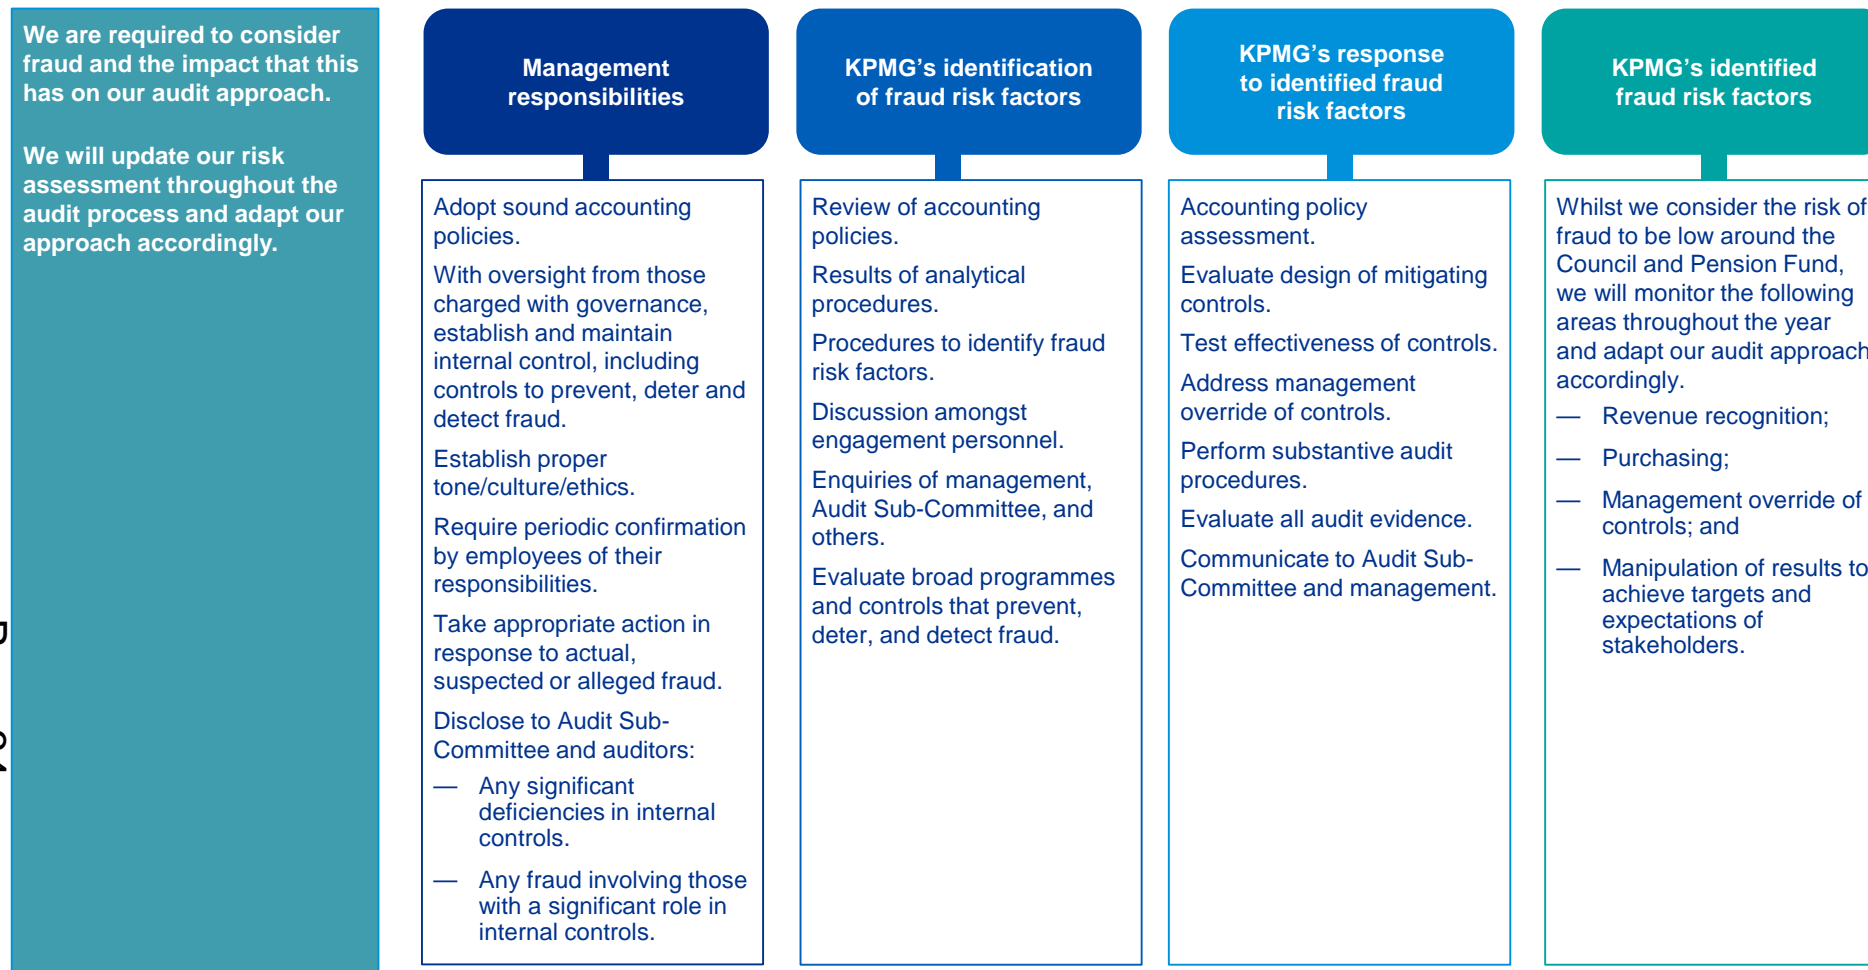 We are required to consider
fraud and the impact that this
has on our audit approach.
We will update our risk
assessment throughout the
audit process and adapt our
approach accordingly.
Management
responsibilities
Adopt sound accounting
policies.
With oversight from those
charged with governance,
establish and maintain
internal control, including
controls to prevent, deter and
detect fraud.
Establish proper
tone/culture/ethics.
Require periodic confirmation
by employees of their
responsibilities.
Take appropriate action in
response to actual,
suspected or alleged fraud.
Disclose to Audit Sub-
Committee and auditors:
— Any significant
deficiencies in internal
controls.
— Any fraud involving those
with a significant role in
internal controls.
KPMG's identification
of fraud risk factors
Review of accounting
policies.
Results of analytical
procedures.
Procedures to identify fraud
risk factors.
Discussion amongst
engagement personnel.
Enquiries of management,
Audit Sub-Committee, and
others.
Evaluate broad programmes
and controls that prevent,
deter, and detect fraud.
KPMG's response
to identified fraud
risk factors
Accounting policy
assessment.
Evaluate design of mitigating
controls.
Test effectiveness of controls.
Address management
override of controls.
Perform substantive audit
procedures.
Evaluate all audit evidence.
Communicate to Audit Sub-
Committee and management.
KPMG's identified
fraud risk factors
Whilst we consider the risk of
fraud to be low around the
Council and Pension Fund,
we will monitor the following
areas throughout the year
and adapt our audit approach
accordingly.
— Revenue recognition;
— Purchasing;
— Management override of
controls; and
— Manipulation of results to
achieve targets and
expectations of
stakeholders.